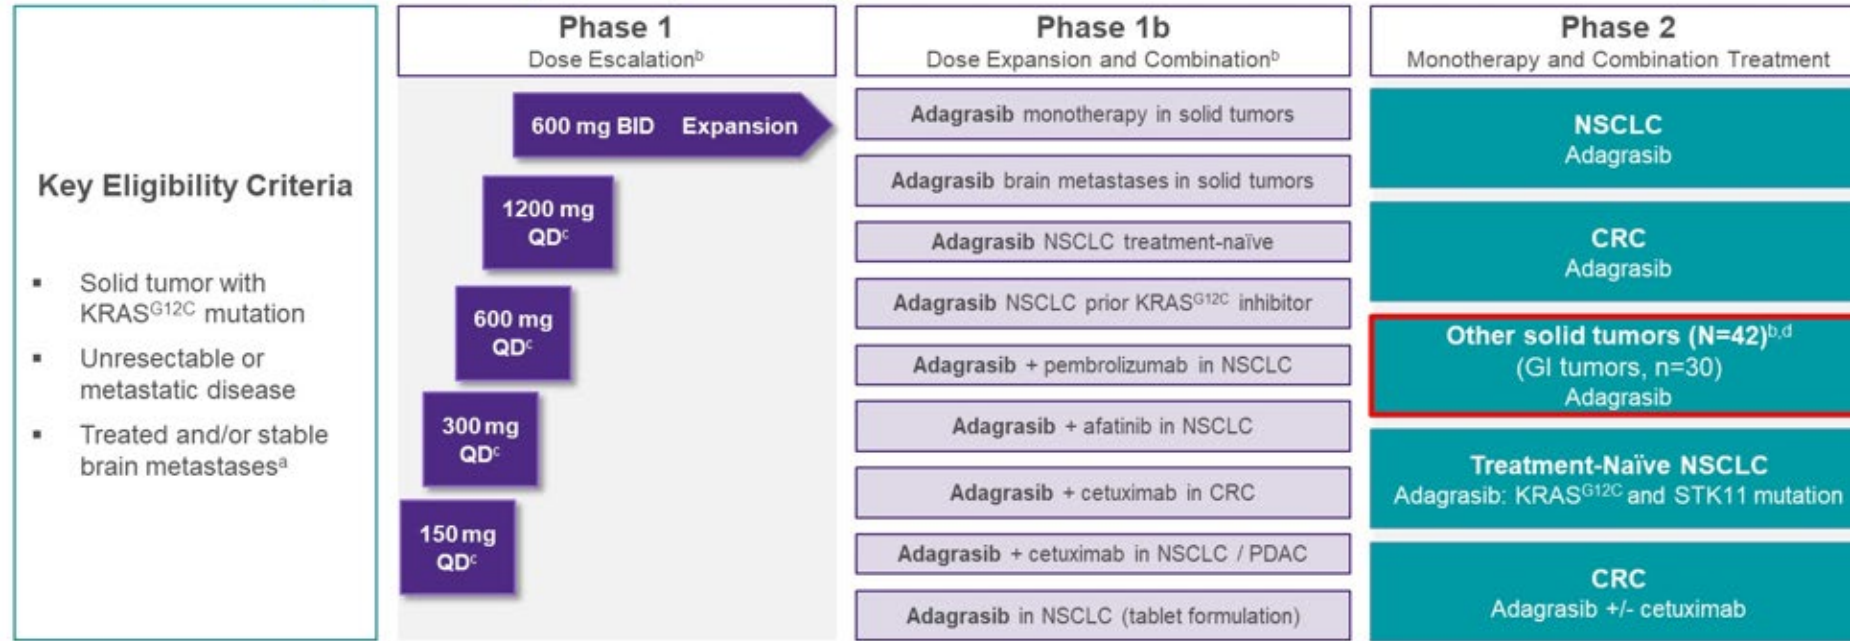 Key Eligibility Criteria
▪ Solid tumor with
KRASᴳ¹²ᶜ mutation
▪ Unresectable or
metastatic disease
▪ Treated and/or stable
brain metastasesᵃ
Phase 1
Dose Escalationᵇ
600 mg BID Expansion
1200 mg
QDᶜ
600 mg
QDᶜ
300 mg
QDᶜ
150 mg
QDᶜ
Phase 1b
Dose Expansion and Combinationᵇ
Adagrasib monotherapy in solid tumors
Adagrasib brain metastases in solid tumors
Adagrasib NSCLC treatment-naïve
Adagrasib NSCLC prior KRASᴳ¹²ᶜ inhibitor
Adagrasib + pembrolizumab in NSCLC
Adagrasib + afatinib in NSCLC
Adagrasib + cetuximab in CRC
Adagrasib + cetuximab in NSCLC / PDAC
Adagrasib in NSCLC (tablet formulation)
Phase 2
Monotherapy and Combination Treatment
NSCLC
Adagrasib
CRC
Adagrasib
Other solid tumors (N=42)ᵇ,ᵈ
(GI tumors, n=30)
Adagrasib
Treatment-Naïve NSCLC
Adagrasib: KRASᴳ¹²ᶜ and STK11 mutation
CRC
Adagrasib +/- cetuximab